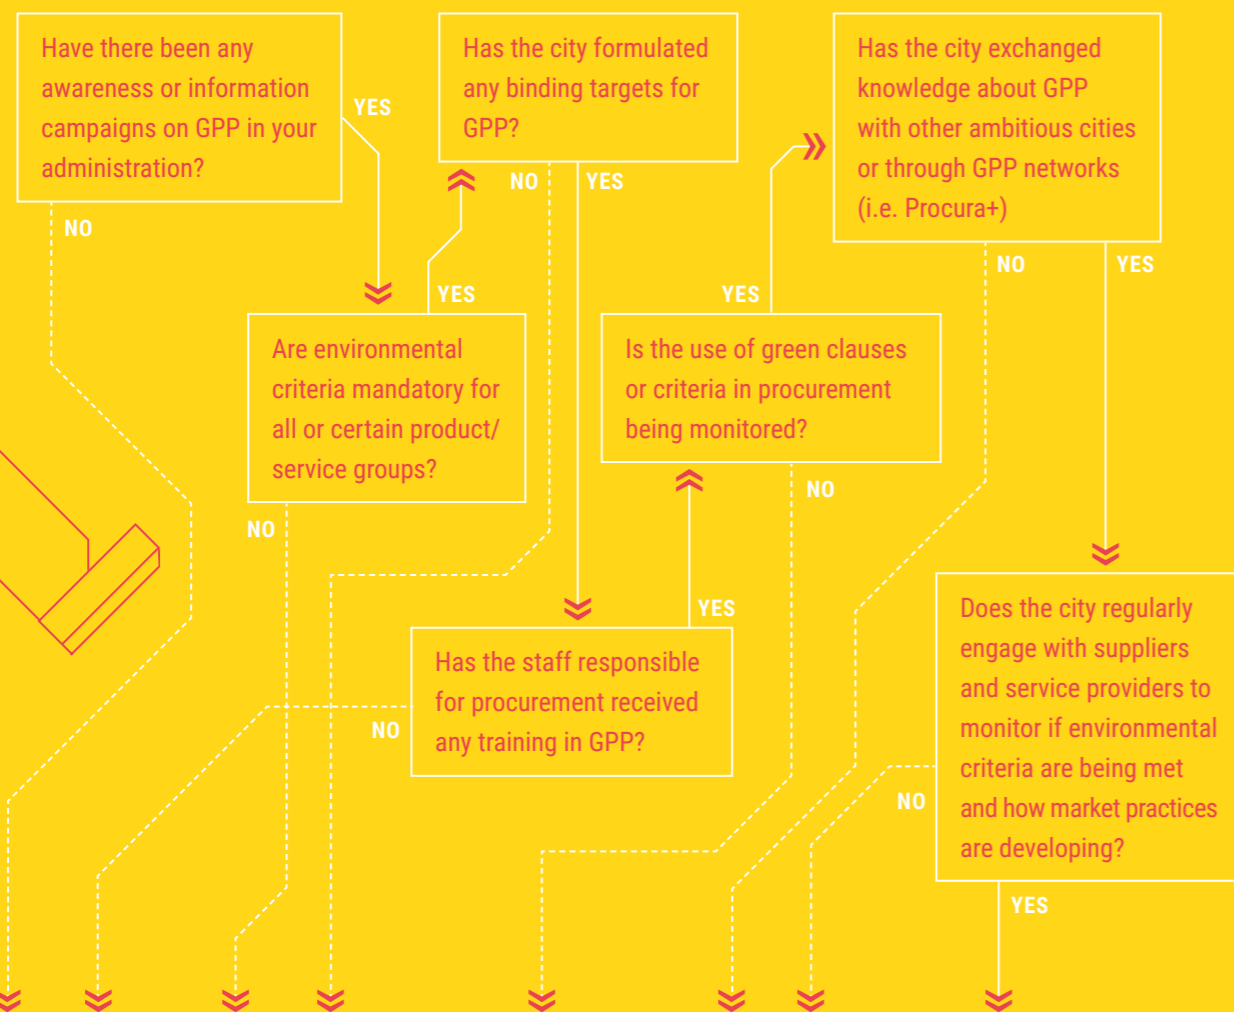 Have there been any
awareness or information
campaigns on GPP in your
administration?
YES
NO
Has the city formulated
any binding targets for
GPP?
NO
YES
Has the city exchanged
knowledge about GPP
with other ambitious cities
or through GPP networks
(i.e. Procura+)
NO
YES
YES
Are environmental
criteria mandatory for
all or certain product/
service groups?
NO
YES
Is the use of green clauses
or criteria in procurement
being monitored?
NO
YES
Has the staff responsible
for procurement received
any training in GPP?
NO
Does the city regularly
engage with suppliers
and service providers to
monitor if environmental
criteria are being met
and how market practices
are developing?
NO
YES